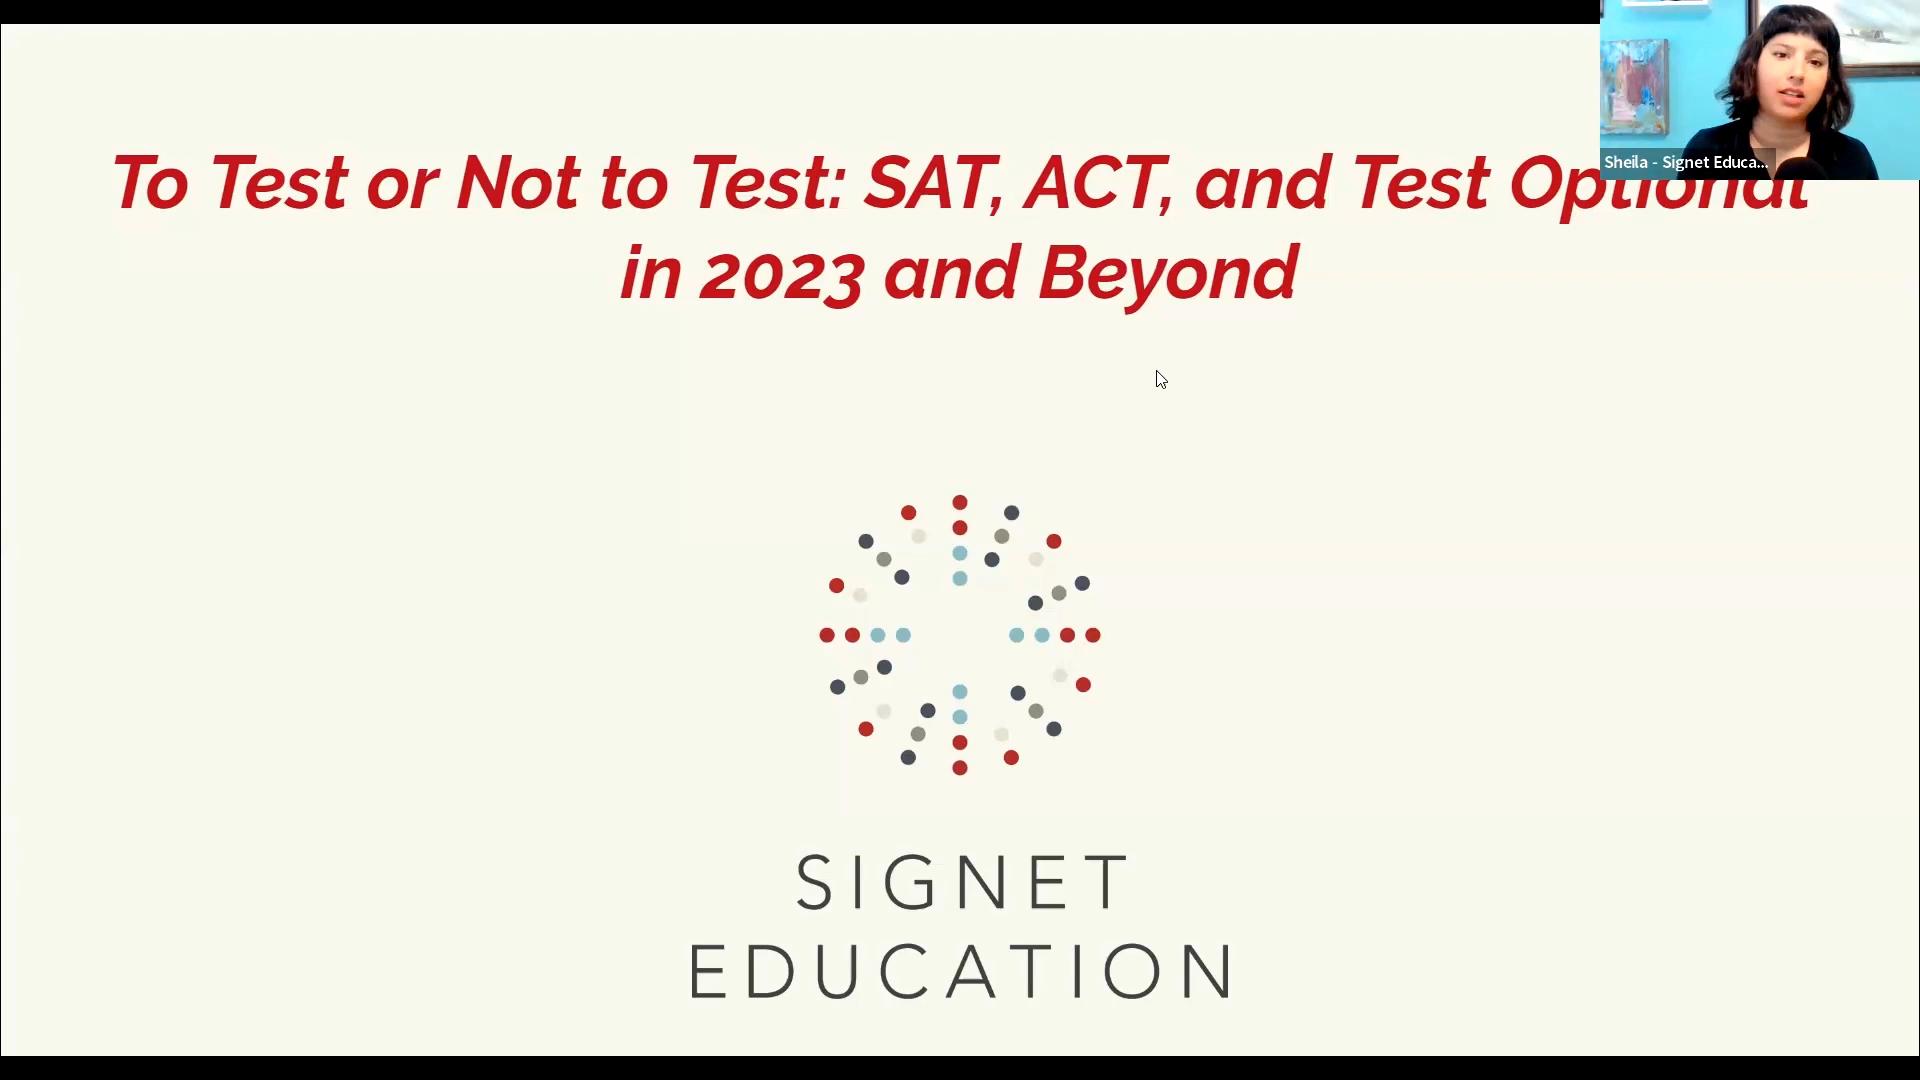 To Test or Not to Test: SAT, ACT, and Test Optional
in 2023 and Beyond
Sheila - Signet Educa...
SIGNET
EDUCATION